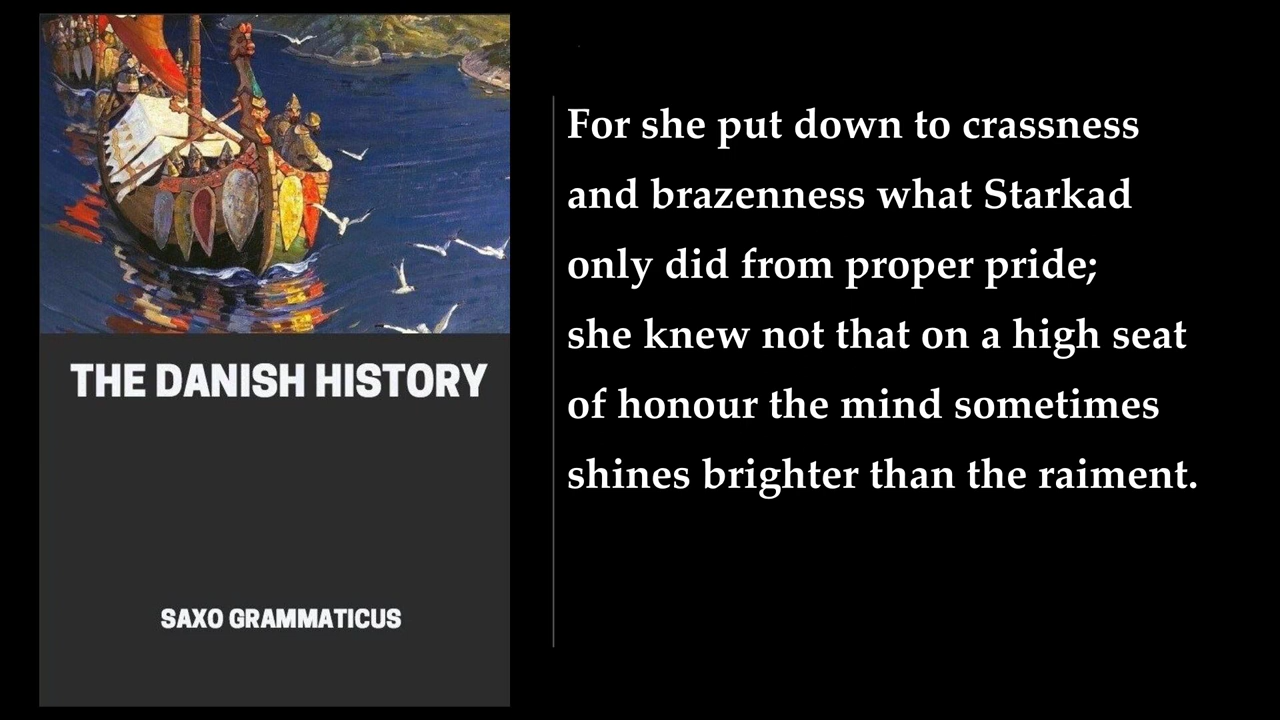 THE DANISH HISTORY
SAXO GRAMMATICUS
For she put down to crassness
and brazenness what Starkad
only did from proper pride;
she knew not that on a high seat
of honour the mind sometimes
shines brighter than the raiment.